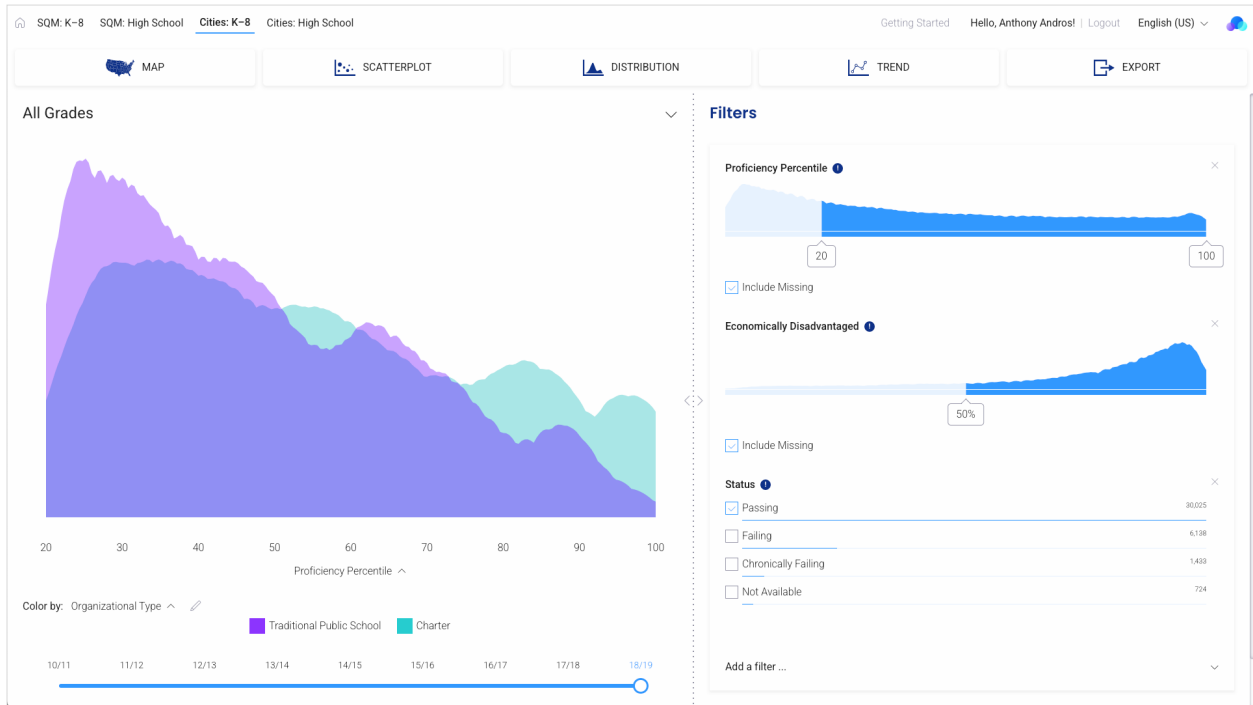 SQM: K–8 SQM: High School Cities: K–8 Cities: High School Getting Started Hello, Anthony Andros! | Logout English (US)
MAP SCATTERPLOT DISTRIBUTION TREND EXPORT
All Grades
20 30 40 50 60 70 80 90 100
Proficiency Percentile
Color by: Organizational Type
Traditional Public School Charter
10/11 11/12 12/13 13/14 14/15 15/16 16/17 17/18 18/19
Filters
Proficiency Percentile
20 100
Include Missing
Economically Disadvantaged
50%
Include Missing
Status
Passing 30,025
Failing 6,138
Chronically Failing 1,433
Not Available 724
Add a filter ...